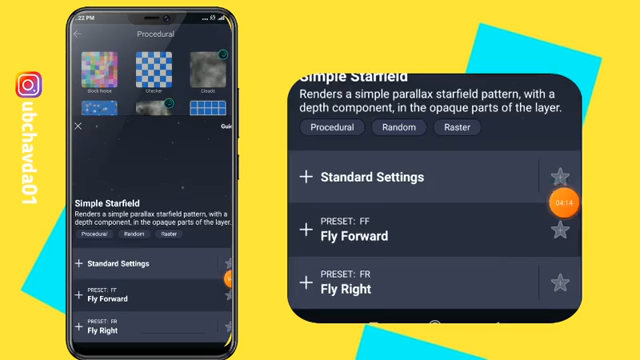 :22 PM
Procedural
Block Noise
Checker
Clouds
Guid
Simple Starfield
Renders a simple parallax starfield pattern, with a
depth component, in the opaque parts of the layer.
Procedural
Random
Raster
Standard Settings
PRESET: FF
Fly Forward
PRESET: FR
Fly Right
ubchavda01
Simple Starfield
Renders a simple parallax starfield pattern, with a
depth component, in the opaque parts of the layer.
Procedural
Random
Raster
Standard Settings
04:14
PRESET: FF
Fly Forward
PRESET: FR
Fly Right